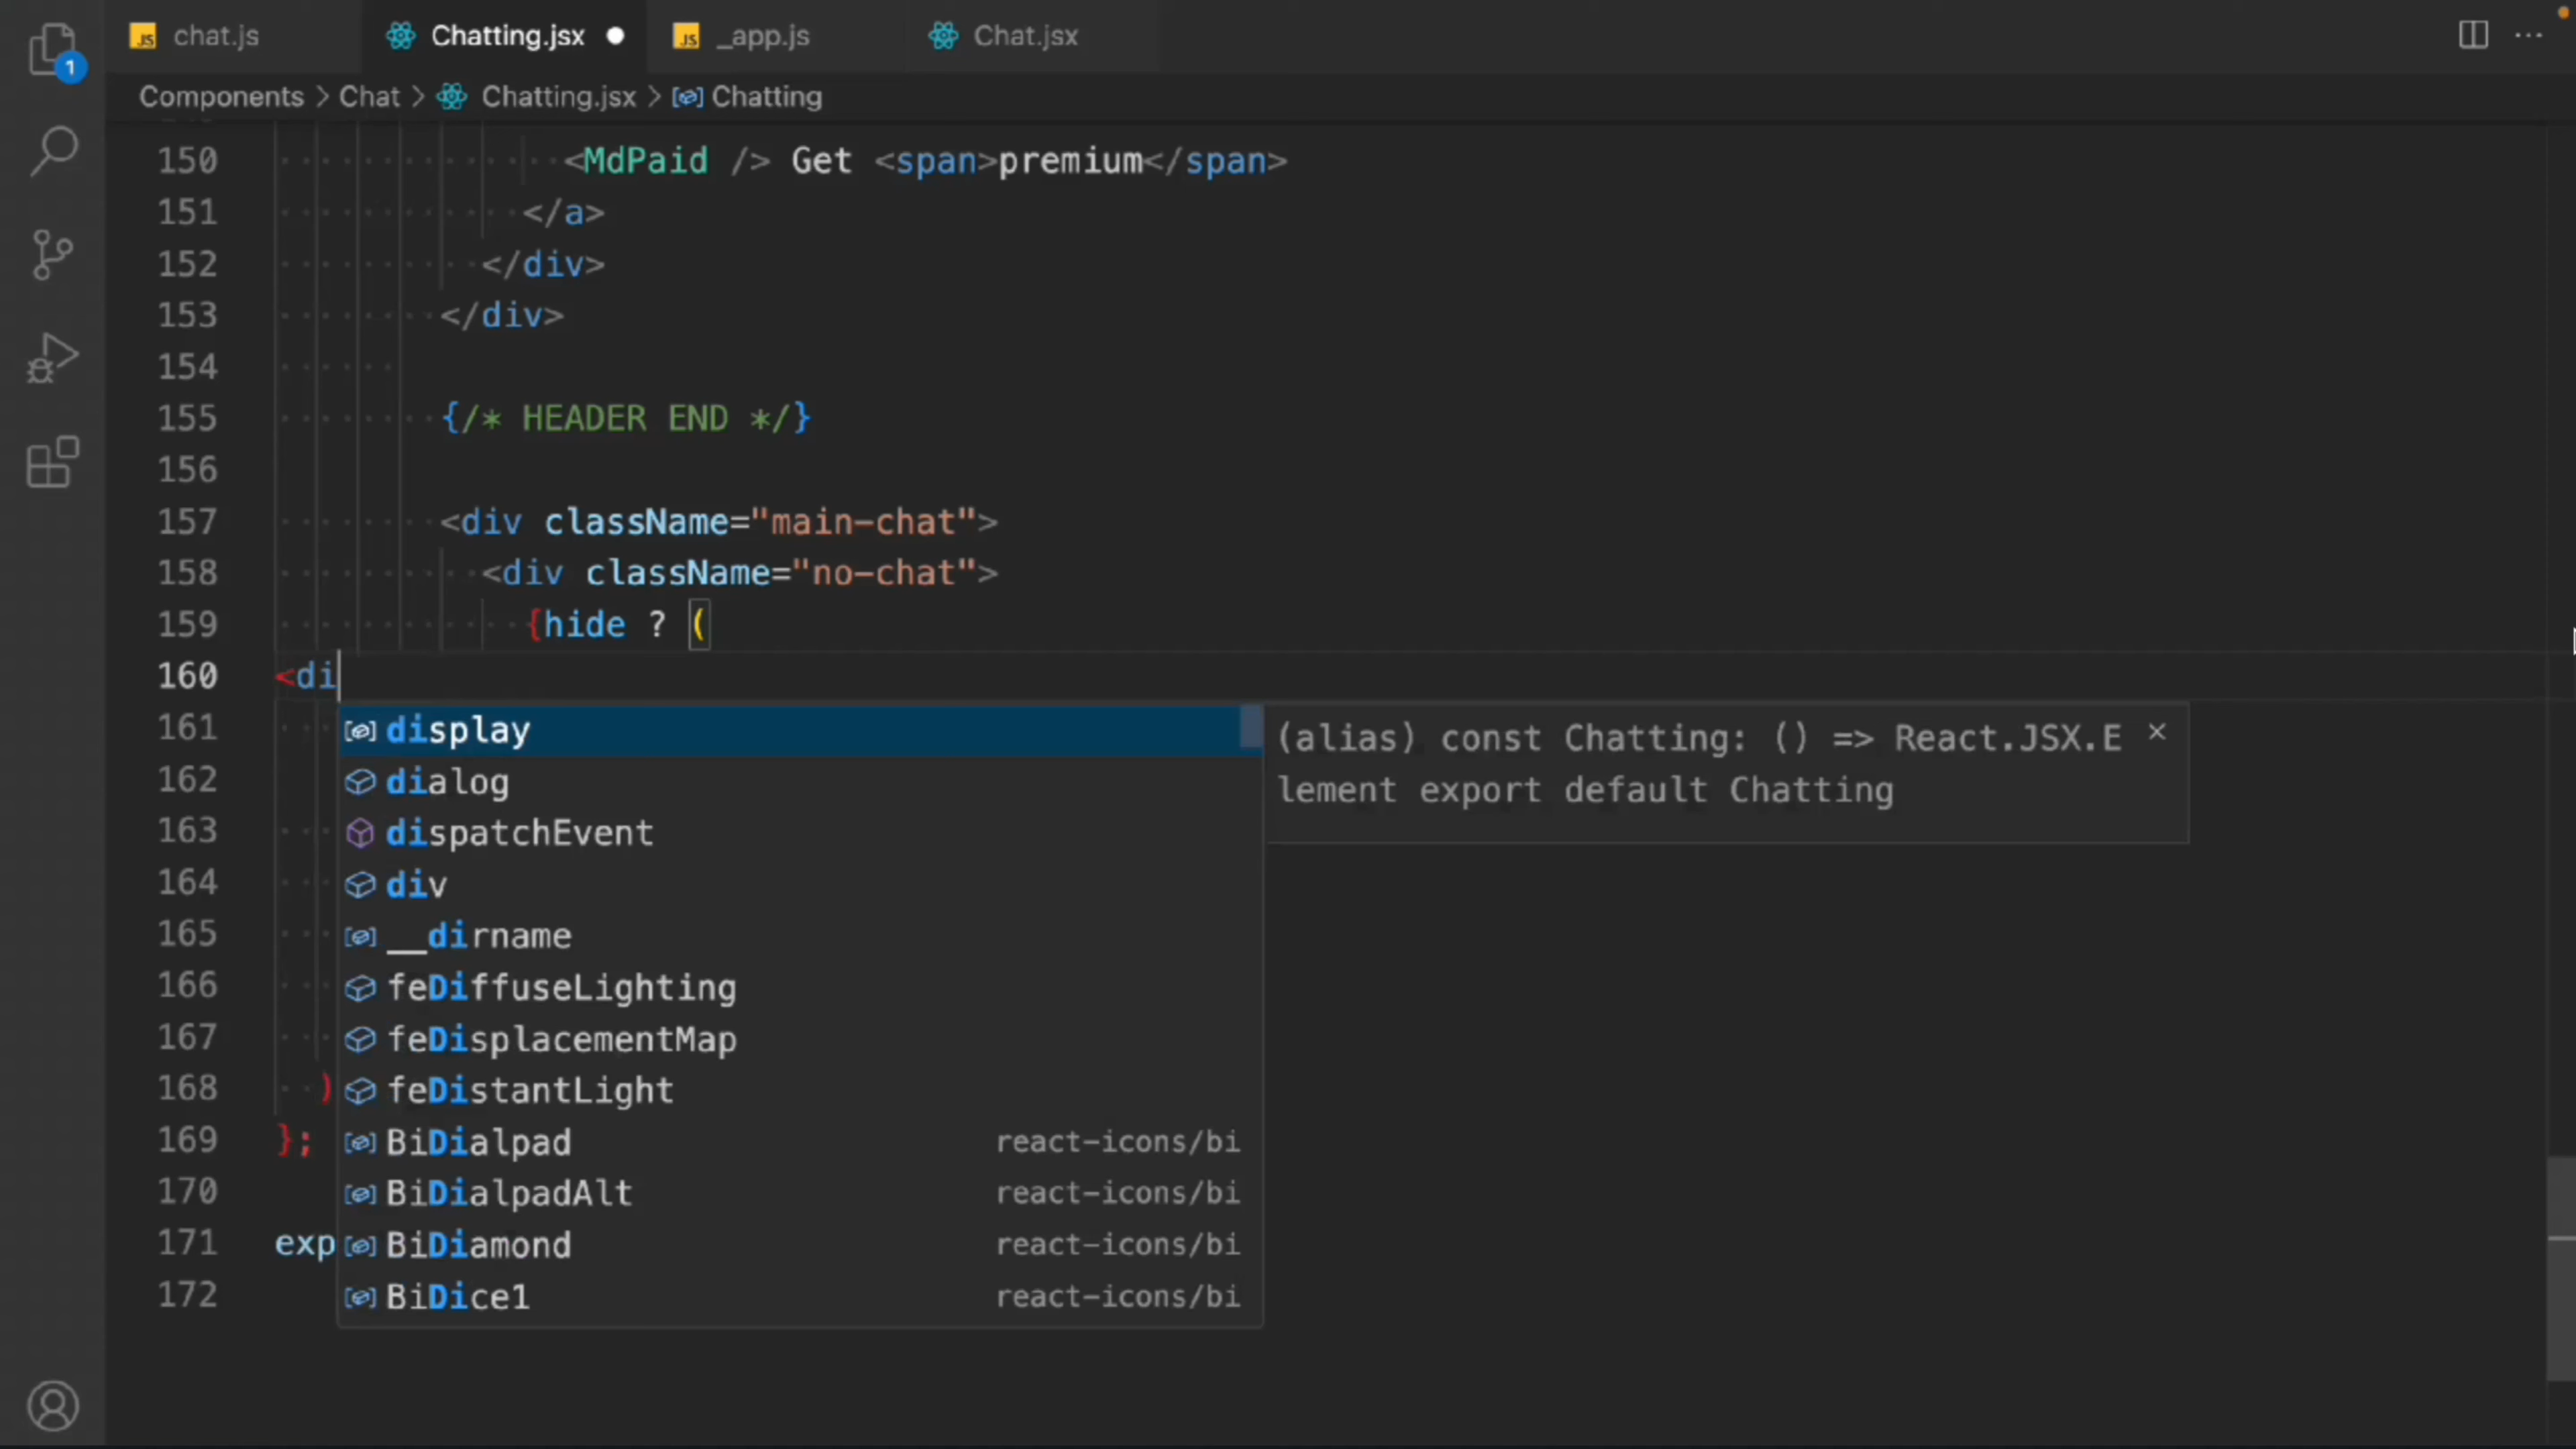 chat.js Chatting.jsx _app.js Chat.jsx
1
Components > Chat > Chatting.jsx > Chatting
150 <MdPaid /> Get <span>premium</span>
151 </a>
152 </div>
153 </div>
154
155 {/* HEADER END */}
156
157 <div className="main-chat">
158 <div className="no-chat">
159 {hide ? (
160 <di
161 display
162 dialog
163 dispatchEvent
164 div
165 __dirname
166 feDiffuseLighting
167 feDisplacementMap
168 ) feDistantLight
169 }; BiDialpad react-icons/bi
170 BiDialpadAlt react-icons/bi
171 exp BiDiamond react-icons/bi
172 BiDice1 react-icons/bi
(alias) const Chatting: () => React.JSX.E
lement export default Chatting